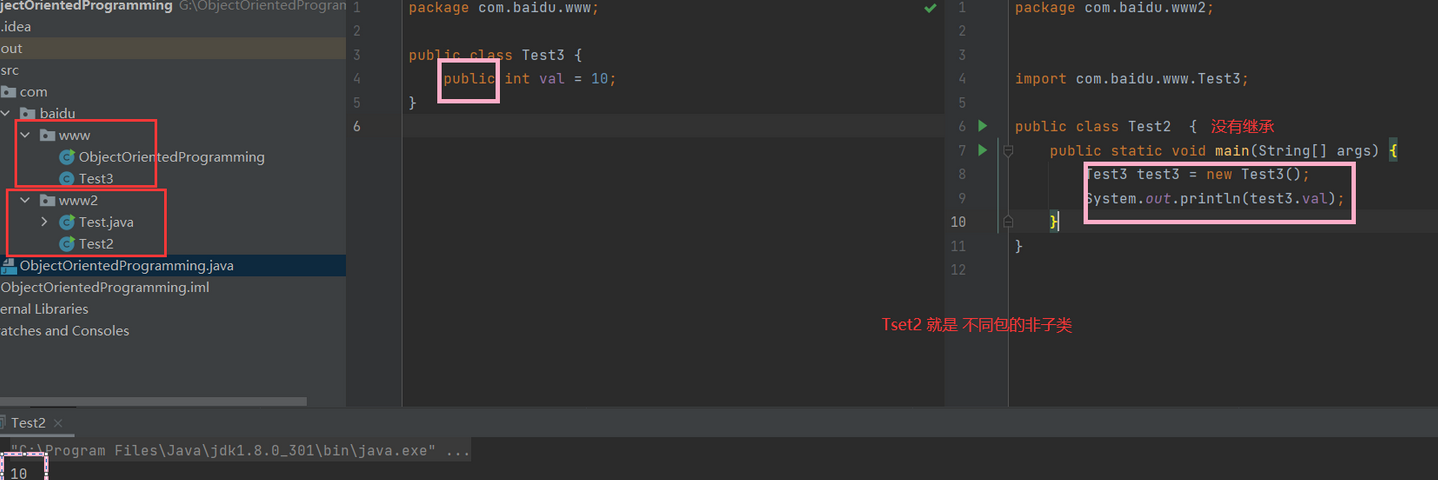 jectOrientedProgramming G:\ObjectOrientedProgran
.idea
out
src
com
baidu
www
ObjectOrientedProgramming
Test3
www2
Test.java
Test2
ObjectOrientedProgramming.java
ObjectOrientedProgramming.iml
ernal Libraries
ratches and Consoles
1 package com.baidu.www;
2
3 public class Test3 {
4 public int val = 10;
5 }
6
1 package com.baidu.www2;
2
3
4 import com.baidu.www.Test3;
5
6 public class Test2 { 没有继承
7 public static void main(String[] args) {
8 Test3 test3 = new Test3();
9 System.out.println(test3.val);
10 }
11 }
12
Tset2 就是 不同包的非子类
Test2 ×
"C:\Program Files\Java\jdk1.8.0_301\bin\java.exe" ...
10